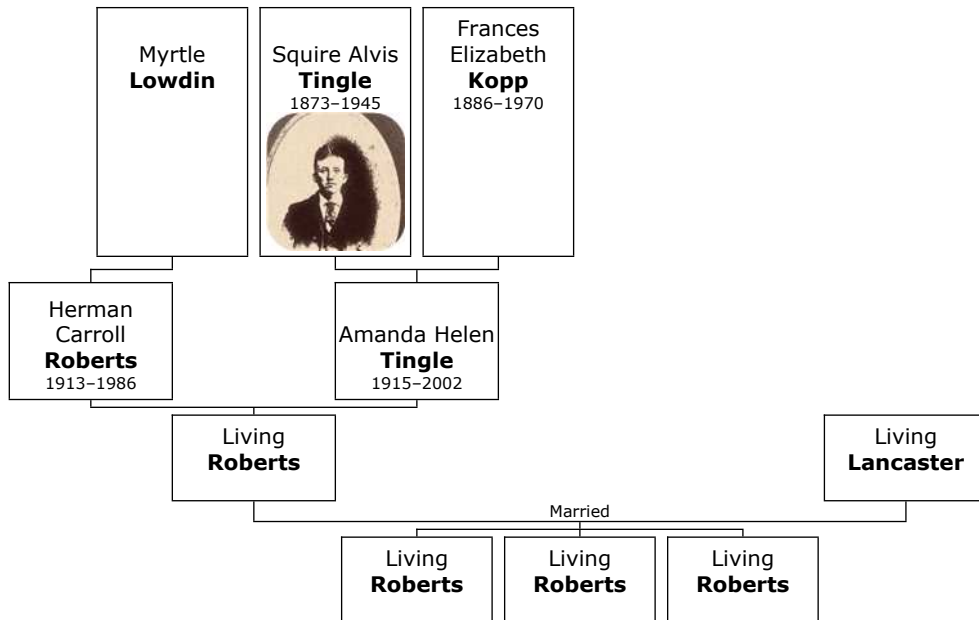 Myrtle
Lowdin
Squire Alvis
Tingle
1873–1945
Frances
Elizabeth
Kopp
1886–1970
Herman
Carroll
Roberts
1913–1986
Amanda Helen
Tingle
1915–2002
Living
Roberts
Living
Lancaster
Married
Living
Roberts
Living
Roberts
Living
Roberts